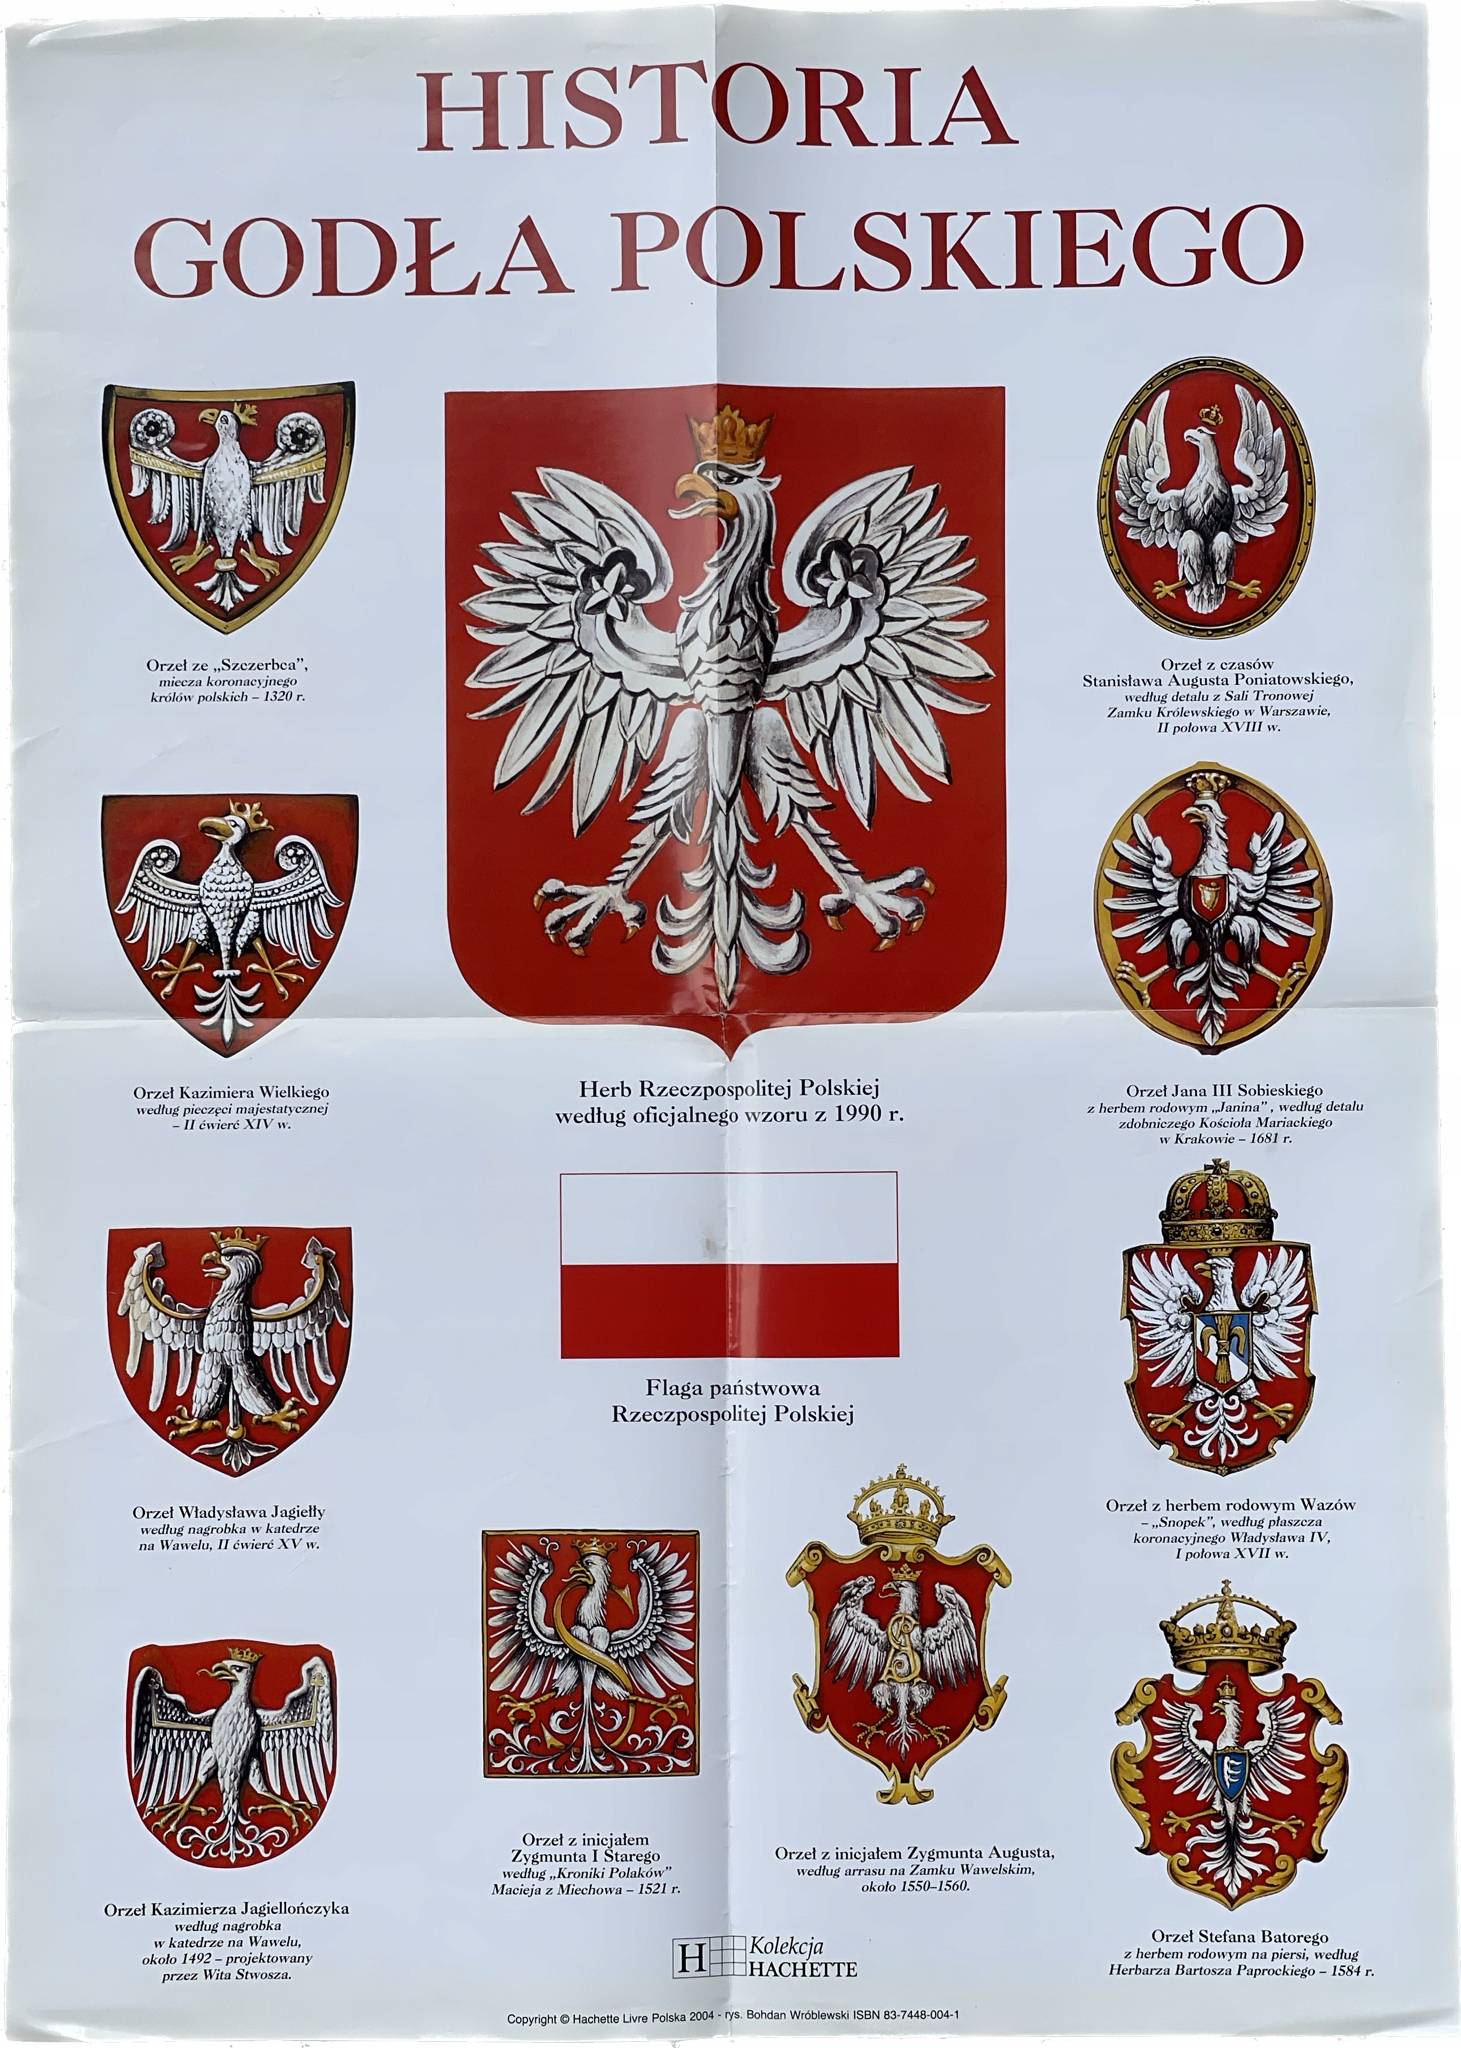 HISTORIA
GODŁA POLSKIEGO
Orzeł ze „Szczerbca”,
miecza koronacyjnego
królów polskich – 1320 r.
Orzeł Kazimiera Wielkiego
według pieczęci majestatycznej
– II ćwierć XIV w.
Orzeł Władysława Jagiełły
według nagrobka w katedrze
na Wawelu, II ćwierć XV w.
Orzeł Kazimierza Jagiellończyka
według nagrobka
w katedrze na Wawelu,
około 1492 – projektowany
przez Wita Stwosza.
Herb Rzeczpospolitej Polskiej
według oficjalnego wzoru z 1990 r.
Flaga państwowa
Rzeczpospolitej Polskiej
Orzeł z inicjałem
Zygmunta I Starego
według „Kroniki Polaków”
Macieja z Miechowa – 1521 r.
Orzeł z inicjałem Zygmunta Augusta,
według arrasu na Zamku Wawelskim,
około 1550–1560.
Orzeł z czasów
Stanisława Augusta Poniatowskiego,
według detalu z Sali Tronowej
Zamku Królewskiego w Warszawie,
II połowa XVIII w.
Orzeł Jana III Sobieskiego
z herbem rodowym „Janina” , według detalu
zdobniczego Kościoła Mariackiego
w Krakowie – 1681 r.
Orzeł z herbem rodowym Wazów
– „Snopek”, według płaszcza
koronacyjnego Władysława IV,
I połowa XVII w.
Orzeł Stefana Batorego
z herbem rodowym na piersi, według
Herbarza Bartosza Paprockiego – 1584 r.
H Kolekcja
HACHETTE
Copyright © Hachette Livre Polska 2004 - rys. Bohdan Wróblewski ISBN 83-7448-004-1